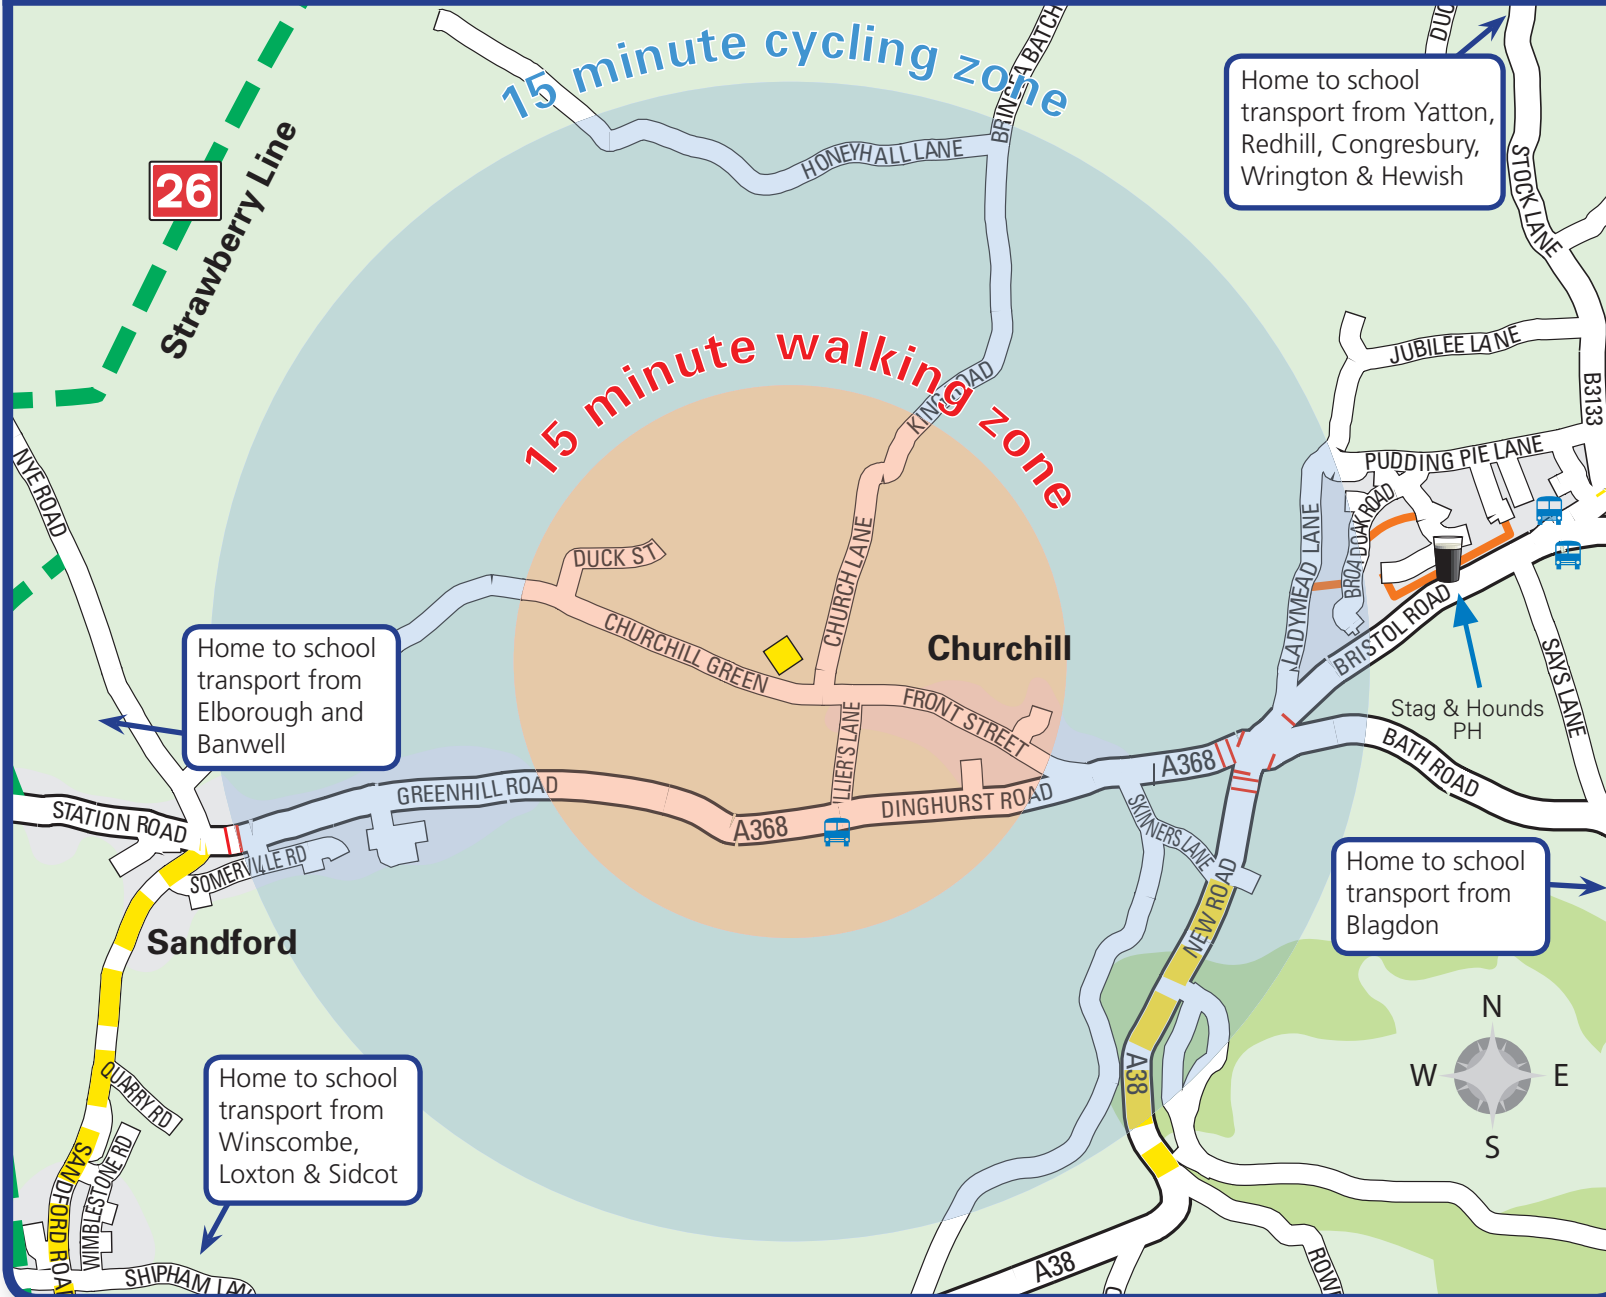 15 minute cycling zone
15 minute walking zone
26
Strawberry Line
HONEYHALL LANE
BRINSEA BATCH
Home to school
transport from Yatton,
Redhill, Congresbury,
Wrington & Hewish
STOCK LANE
JUBILEE LANE
B3133
PUDDING PIE LANE
BROADOAK ROAD
LADYMEAD LANE
BRISTOL ROAD
SAYS LANE
Stag & Hounds
PH
BATH ROAD
NYE ROAD
DUCK ST
CHURCH LANE
CHURCHILL GREEN
Churchill
FRONT STREET
Home to school
transport from
Elborough and
Banwell
GREENHILL ROAD
A368
DINGHURST ROAD
A368
SKINNERS LANE
NEW ROAD
STATION ROAD
SOMERVILLE RD
Sandford
Home to school
transport from
Blagdon
QUARRY RD
WIMBLESTONE RD
SANDFORD ROA
SHIPHAM LAN
Home to school
transport from
Winscombe,
Loxton & Sidcot
A38
A38
N
W E
S